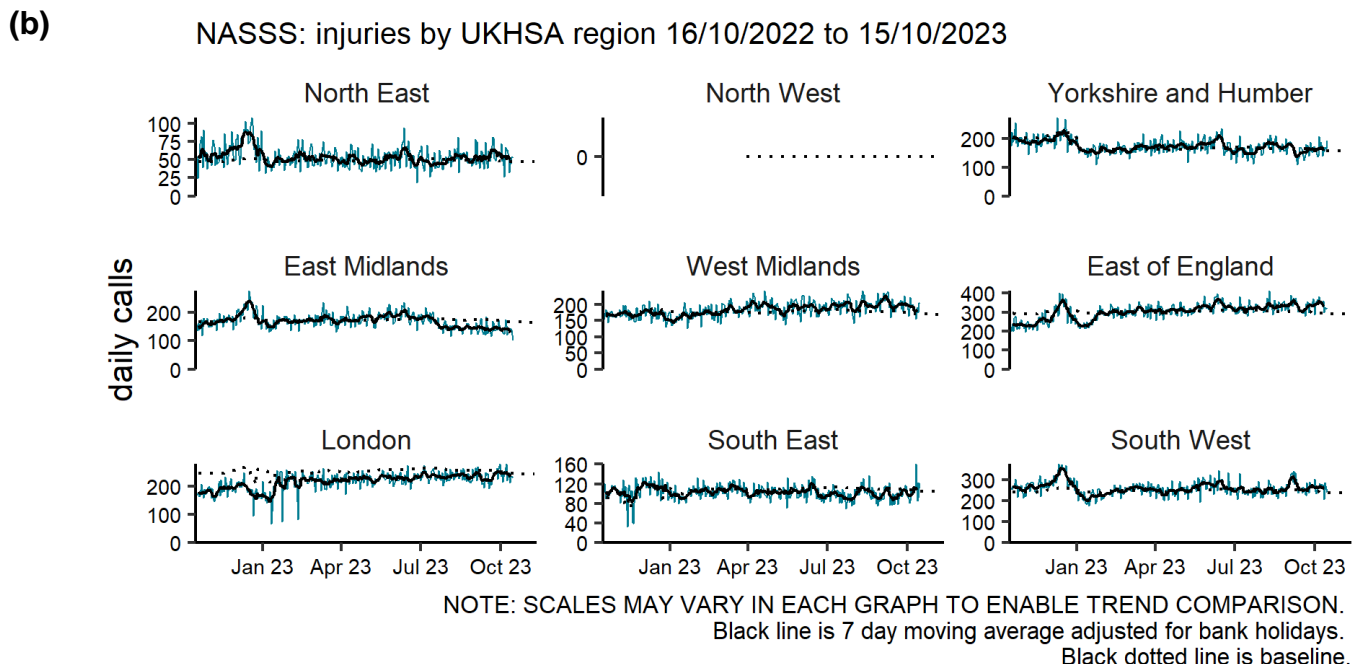 (b)
NASSS: injuries by UKHSA region 16/10/2022 to 15/10/2023
North East
North West
Yorkshire and Humber
100
75
50
25
0
0
200
100
0
East Midlands
West Midlands
East of England
daily calls
200
100
0
200
150
100
50
0
400
300
200
100
0
London
South East
South West
200
100
0
160
120
80
40
0
300
200
100
0
Jan 23 Apr 23 Jul 23 Oct 23
Jan 23 Apr 23 Jul 23 Oct 23
Jan 23 Apr 23 Jul 23 Oct 23
NOTE: SCALES MAY VARY IN EACH GRAPH TO ENABLE TREND COMPARISON.
Black line is 7 day moving average adjusted for bank holidays.
Black dotted line is baseline.